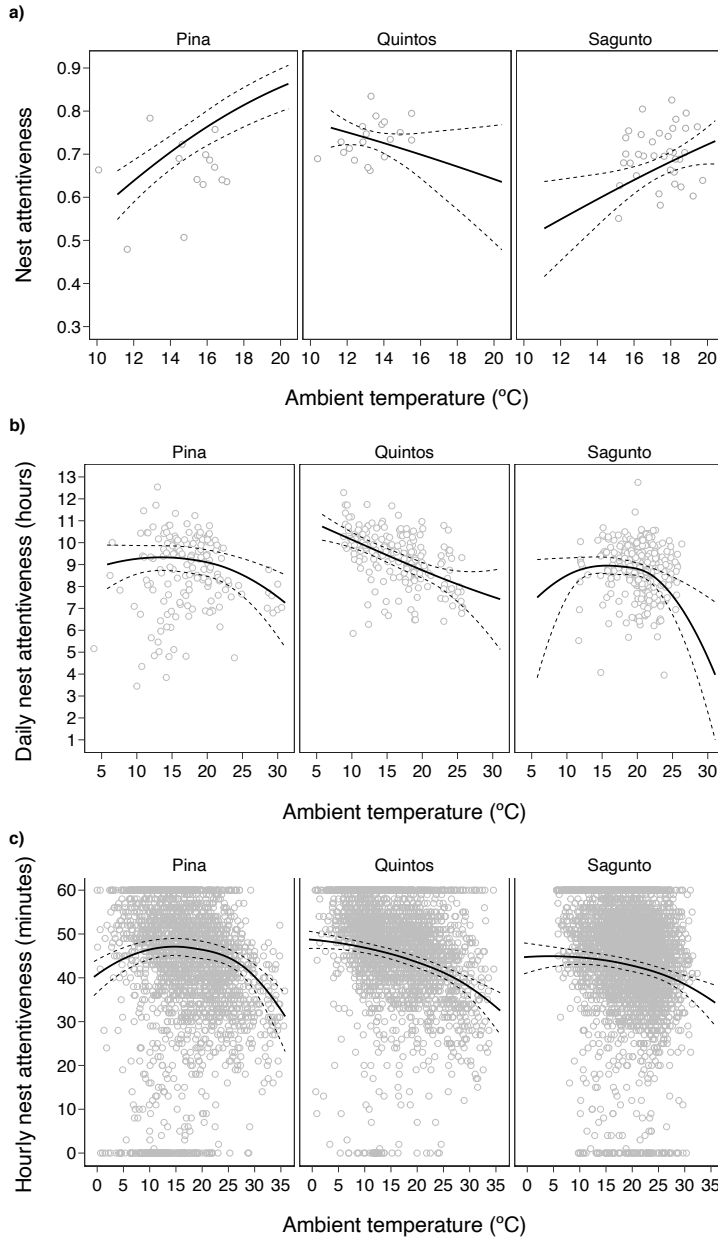 a)
Pina Quintos Sagunto
Nest attentiveness
0.9
0.8
0.7
0.6
0.5
0.4
0.3
10 12 14 16 18 20 10 12 14 16 18 20 10 12 14 16 18 20
Ambient temperature (ºC)
b)
Pina Quintos Sagunto
Daily nest attentiveness (hours)
13
12
11
10
9
8
7
6
5
4
3
2
1
5 10 15 20 25 30 5 10 15 20 25 30 5 10 15 20 25 30
Ambient temperature (ºC)
c)
Pina Quintos Sagunto
Hourly nest attentiveness (minutes)
60
50
40
30
20
10
0
0 5 10 15 20 25 30 35 0 5 10 15 20 25 30 35 0 5 10 15 20 25 30 35
Ambient temperature (ºC)